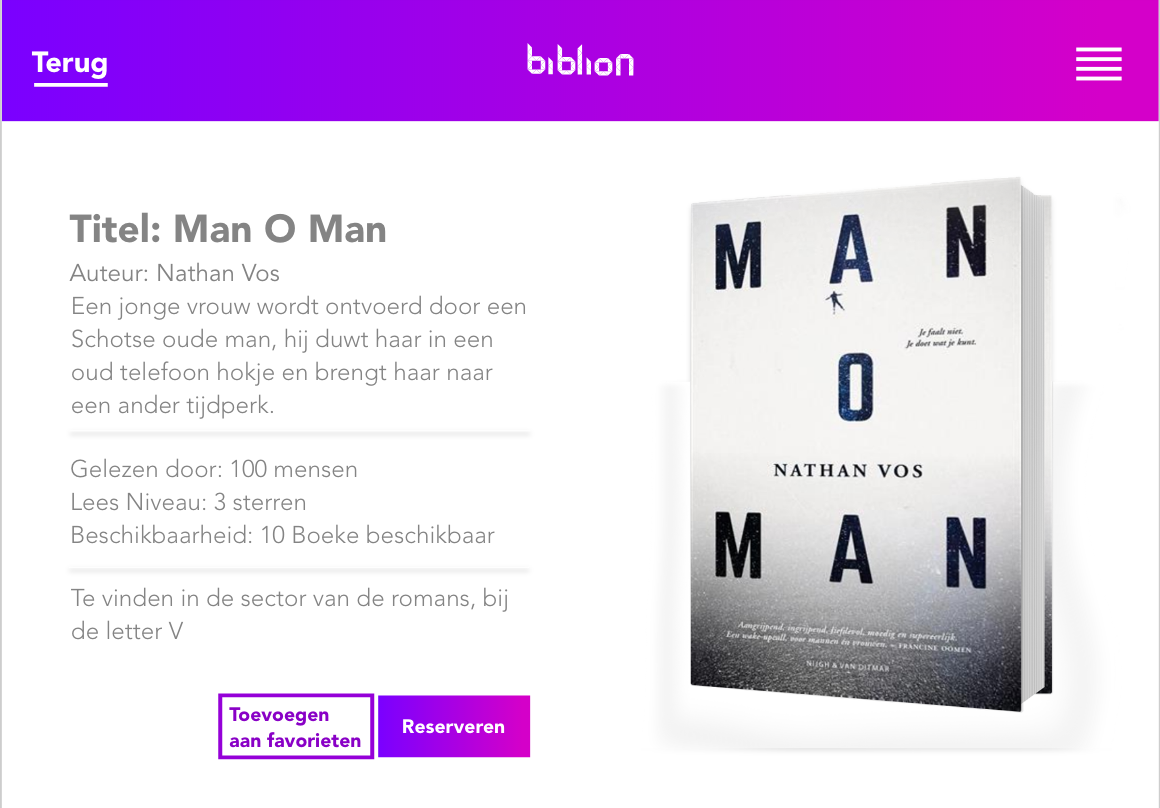 Terug
biblion
Titel: Man O Man
Auteur: Nathan Vos
Een jonge vrouw wordt ontvoerd door een
Schotse oude man, hij duwt haar in een
oud telefoon hokje en brengt haar naar
een ander tijdperk.
Gelezen door: 100 mensen
Lees Niveau: 3 sterren
Beschikbaarheid: 10 Boeke beschikbaar
Te vinden in de sector van de romans, bij
de letter V
Toevoegen
aan favorieten
Reserveren
M A N
Je faalt niet.
Je doet wat je kunt.
O
NATHAN VOS
M A N
Aangrijpend, ingrijpend, liefdevol, moedig en supereerlijk.
Een wake-upcall, voor mannen én vrouwen. – FRANCINE OOMEN
NIJGH & VAN DITMAR